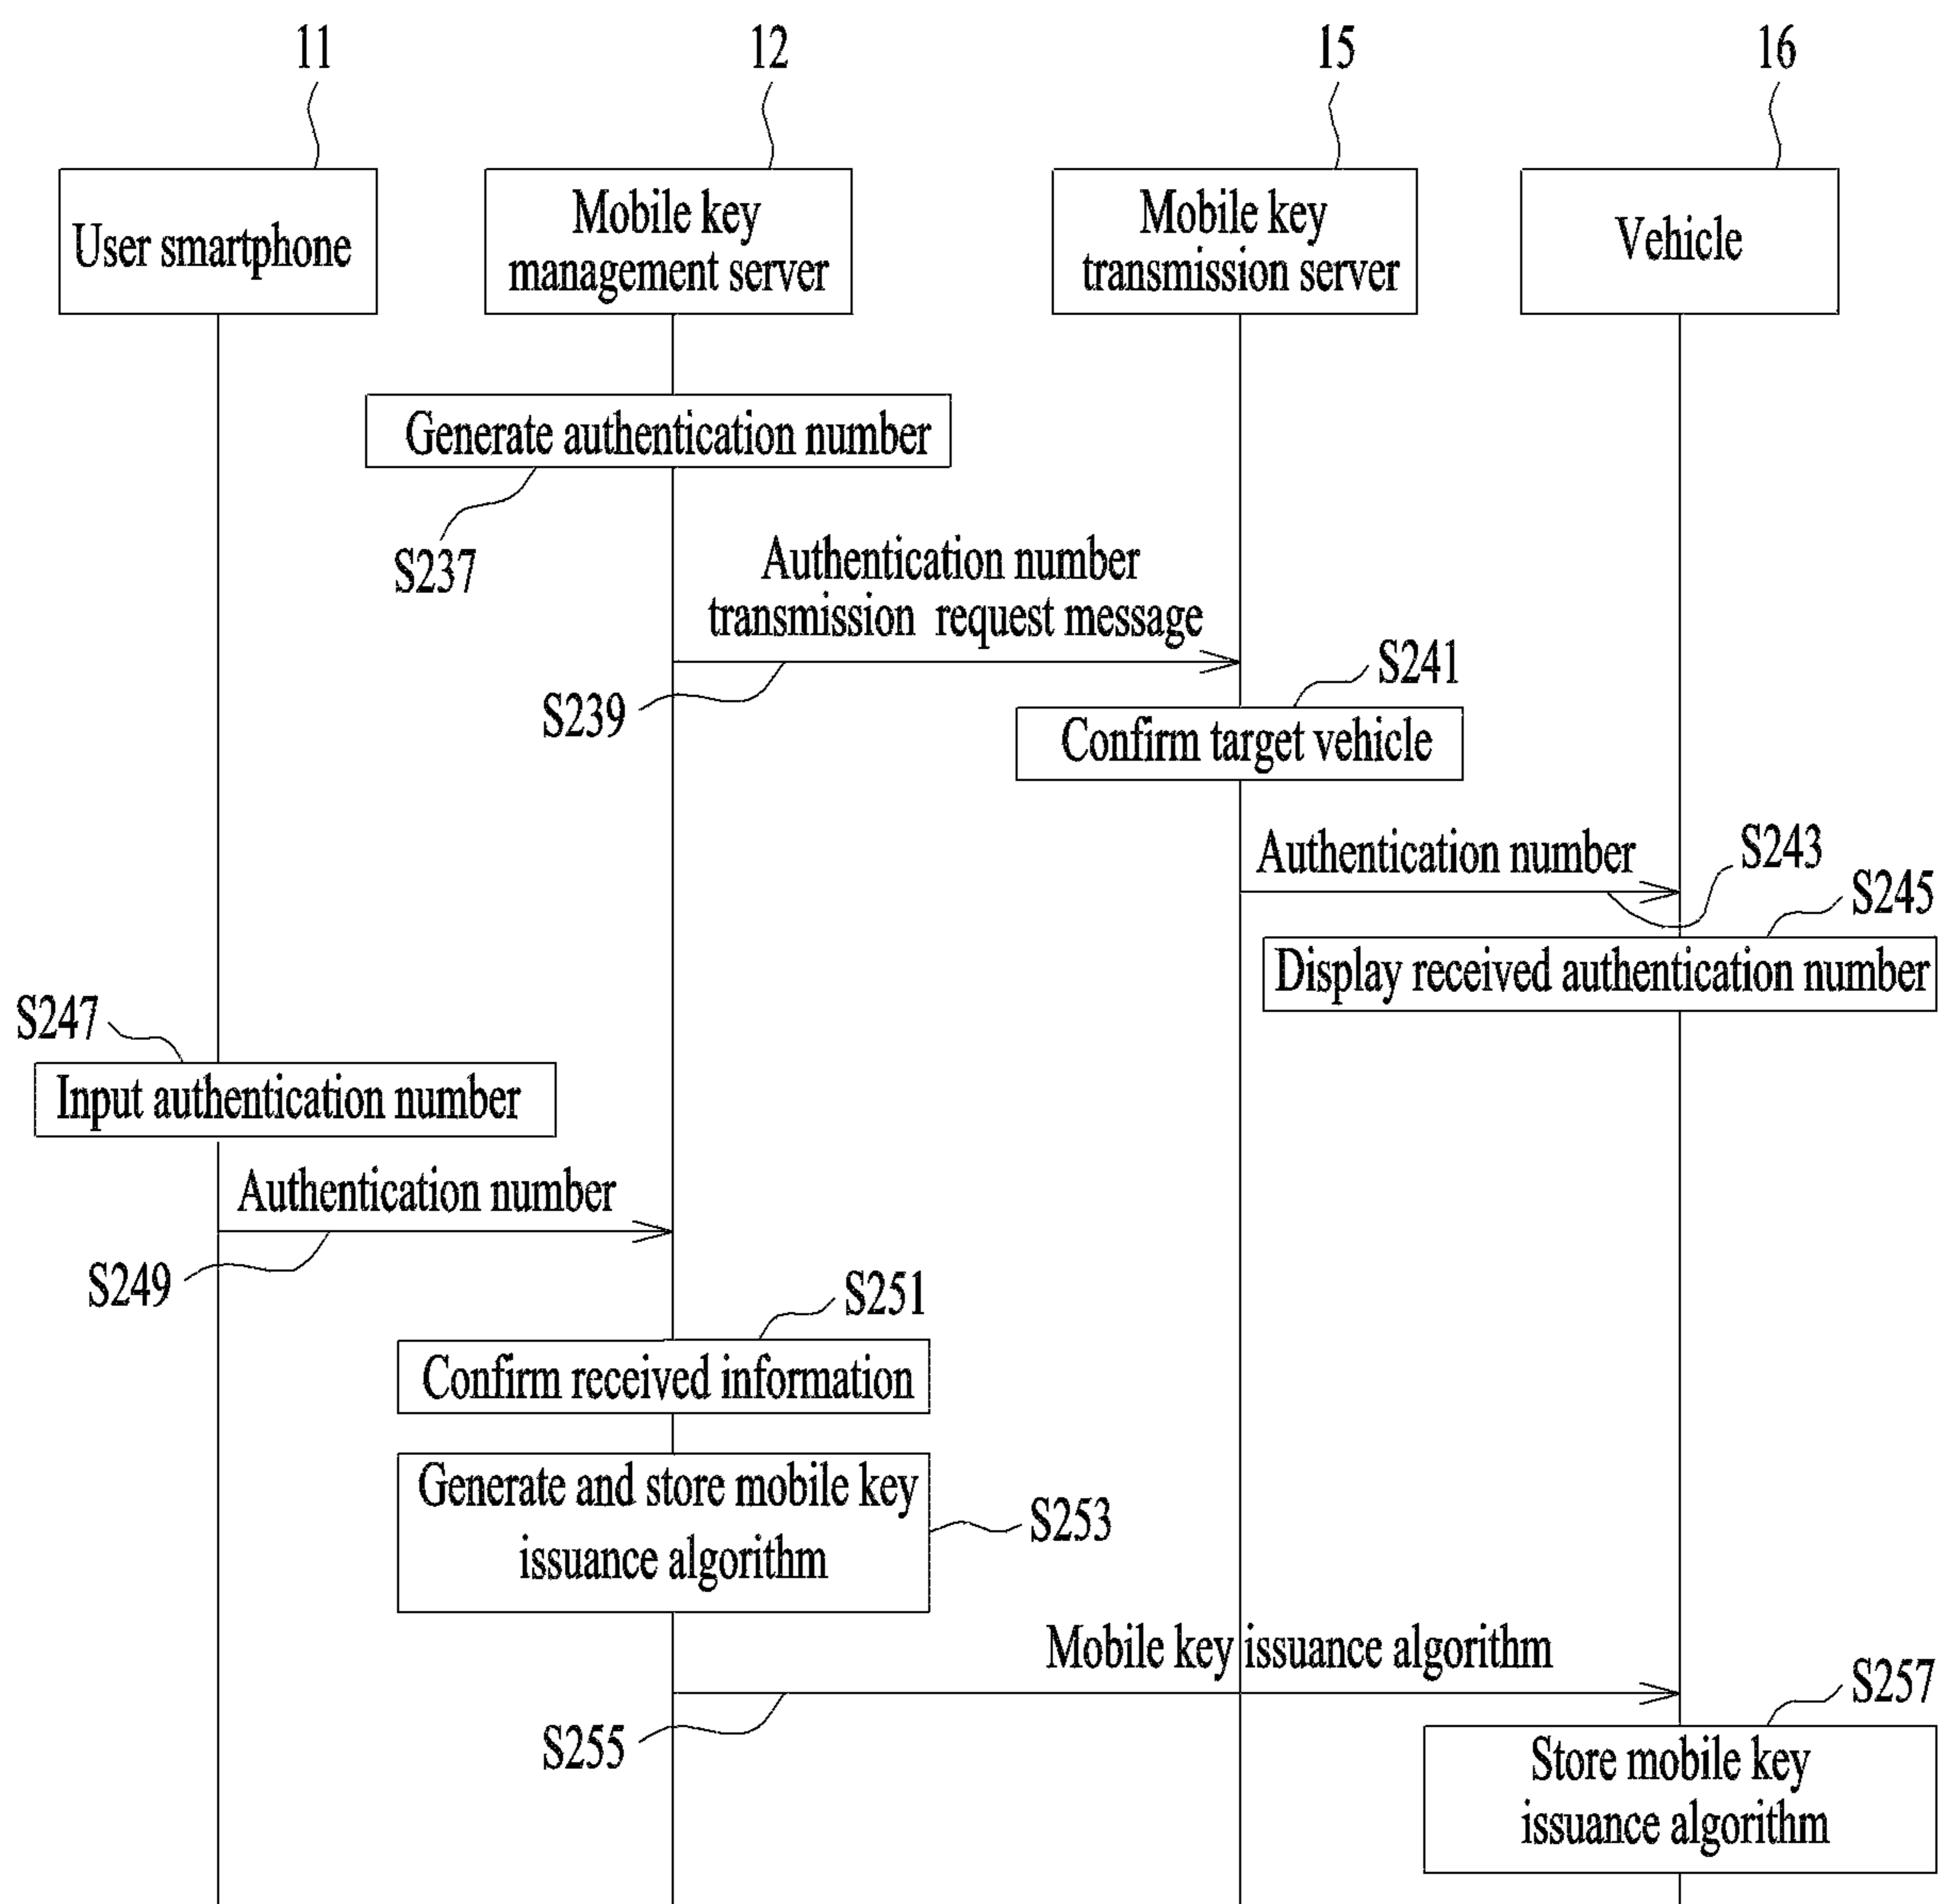 11
12
15
16
User smartphone
Mobile key
management server
Mobile key
transmission server
Vehicle
Generate authentication number
S237
Authentication number
transmission request message
S239
S241
Confirm target vehicle
Authentication number
S243
S245
Display received authentication number
S247
Input authentication number
Authentication number
S249
S251
Confirm received information
Generate and store mobile key
issuance algorithm
S253
Mobile key issuance algorithm
S255
S257
Store mobile key
issuance algorithm